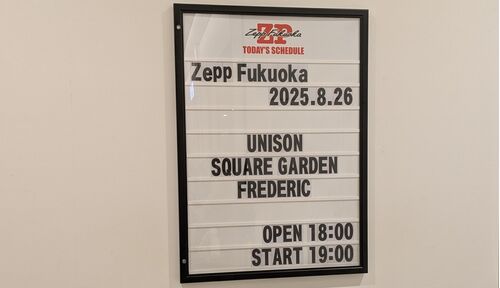 ZP
Zepp Fukuoka
TODAY'S SCHEDULE
Zepp Fukuoka
2025.8.26
UNISON
SQUARE GARDEN
FREDERIC
OPEN 18:00
START 19:00